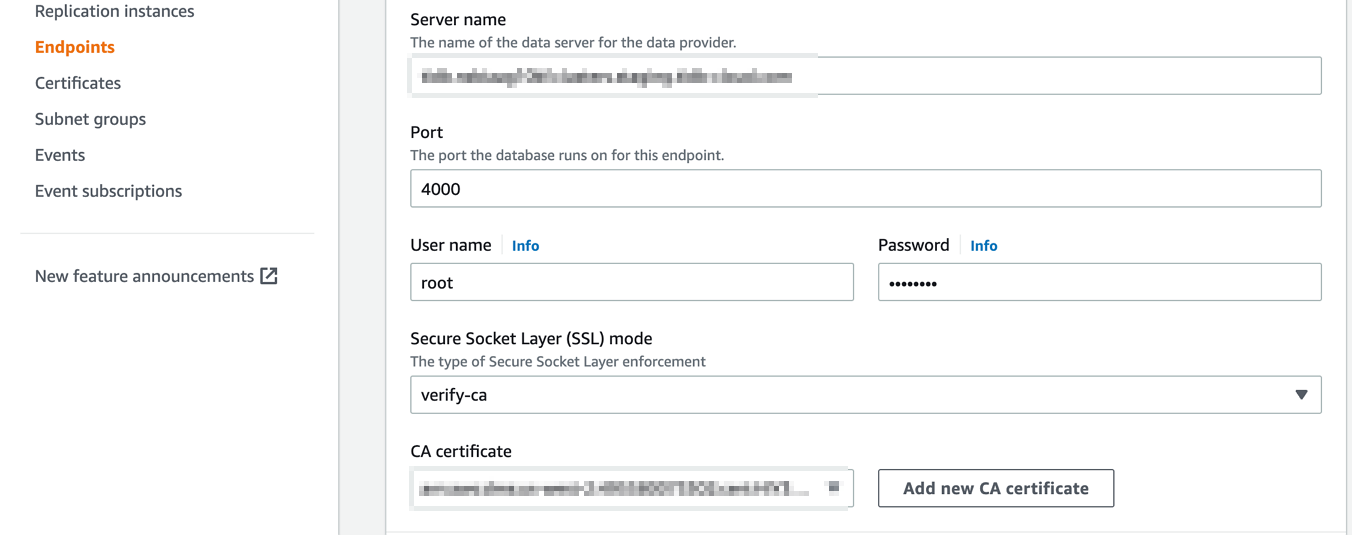 Replication instances
Endpoints
Certificates
Subnet groups
Events
Event subscriptions
New feature announcements
Server name
The name of the data server for the data provider.
Port
The port the database runs on for this endpoint.
4000
User name Info Password Info
root ••••••••
Secure Socket Layer (SSL) mode
The type of Secure Socket Layer enforcement
verify-ca
CA certificate
Add new CA certificate